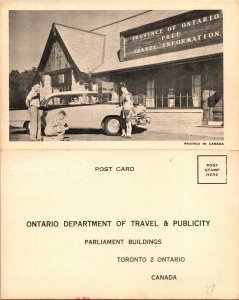 PROVINCE OF ONTARIO
FREE
TRAVEL INFORMATION
PRINTED IN CANADA
POST CARD
PLACE
STAMP
HERE
ONTARIO DEPARTMENT OF TRAVEL & PUBLICITY
PARLIAMENT BUILDINGS
TORONTO 2 ONTARIO
CANADA